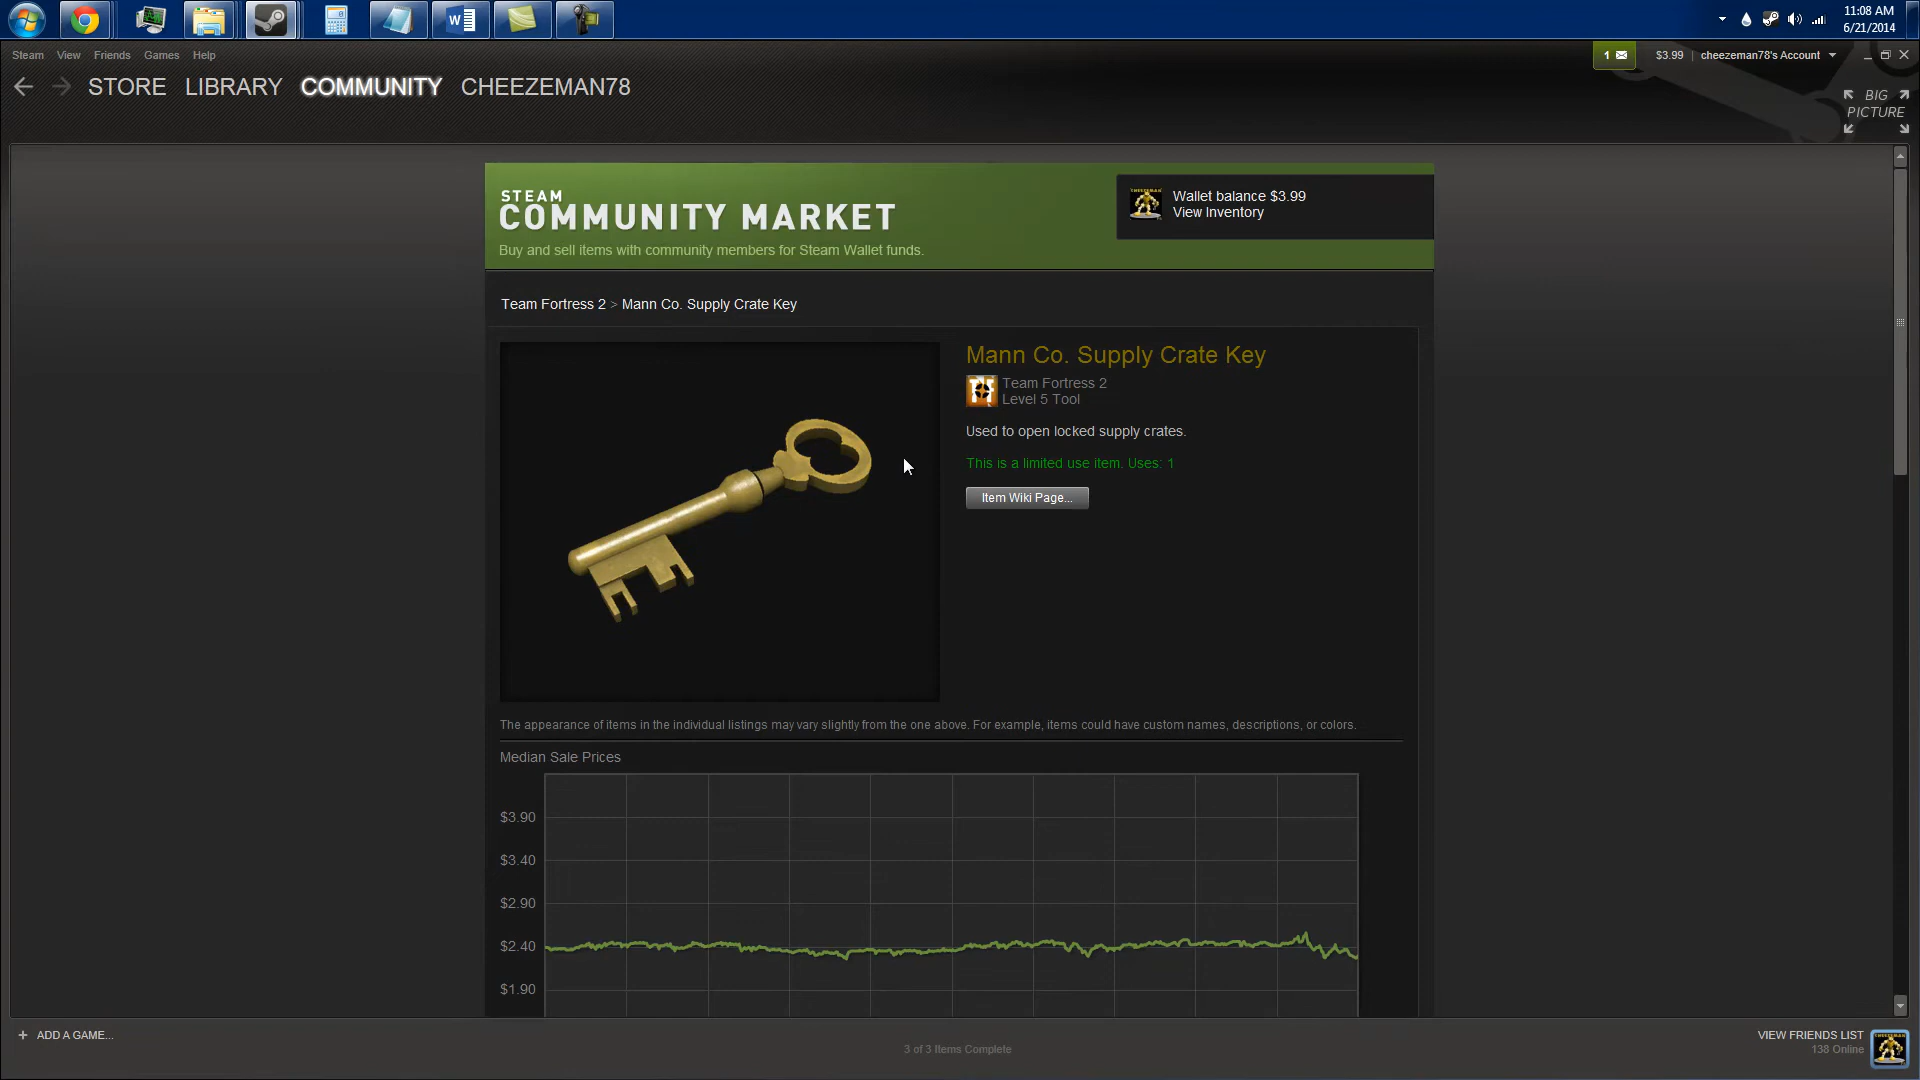 11:08 AM
6/21/2014
Steam View Friends Games Help
1 $3.99 cheezeman78's Account
STORE LIBRARY COMMUNITY CHEEZEMAN78
BIG
PICTURE
STEAM
COMMUNITY MARKET
Buy and sell items with community members for Steam Wallet funds.
Wallet balance $3.99
View Inventory
Team Fortress 2 > Mann Co. Supply Crate Key
Mann Co. Supply Crate Key
Team Fortress 2
Level 5 Tool
Used to open locked supply crates.
This is a limited use item. Uses: 1
Item Wiki Page...
The appearance of items in the individual listings may vary slightly from the one above. For example, items could have custom names, descriptions, or colors.
Median Sale Prices
$3.90
$3.40
$2.90
$2.40
$1.90
+ ADD A GAME...
3 of 3 Items Complete
VIEW FRIENDS LIST
138 Online